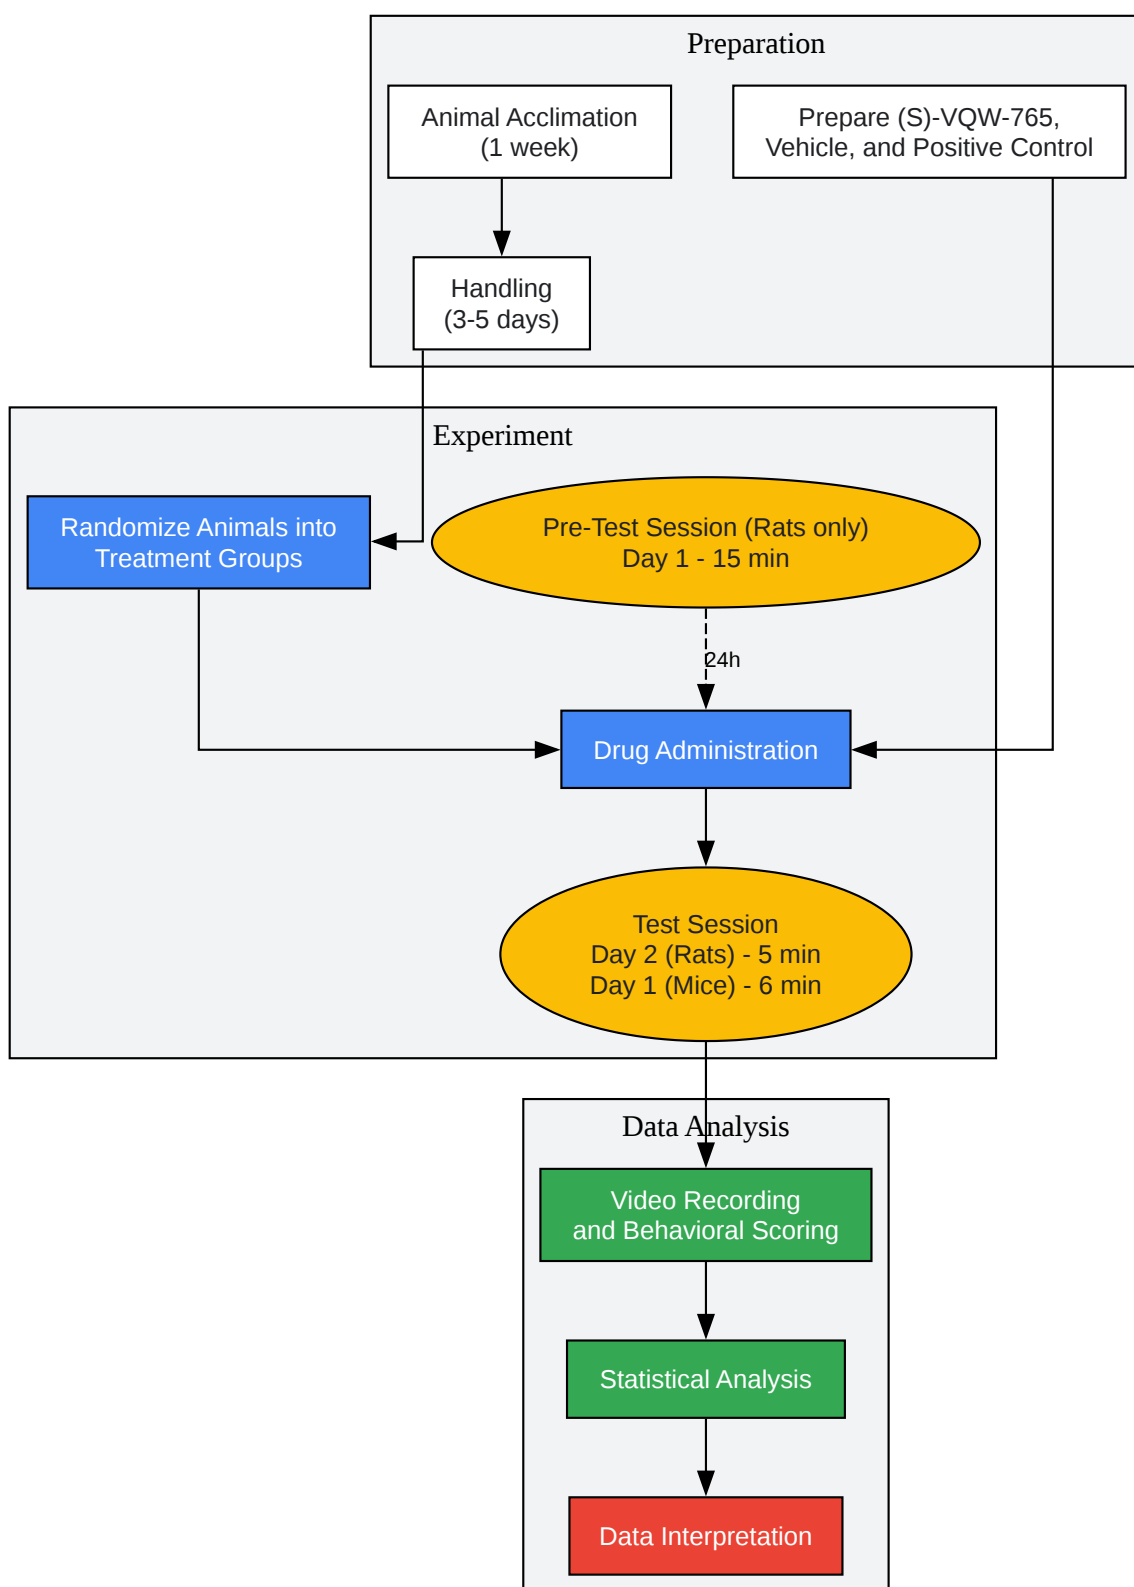 Preparation
Animal Acclimation
(1 week)
Prepare (S)-VQW-765,
Vehicle, and Positive Control
Handling
(3-5 days)
Experiment
Randomize Animals into
Treatment Groups
Pre-Test Session (Rats only)
Day 1 - 15 min
24h
Drug Administration
Test Session
Day 2 (Rats) - 5 min
Day 1 (Mice) - 6 min
Data Analysis
Video Recording
and Behavioral Scoring
Statistical Analysis
Data Interpretation